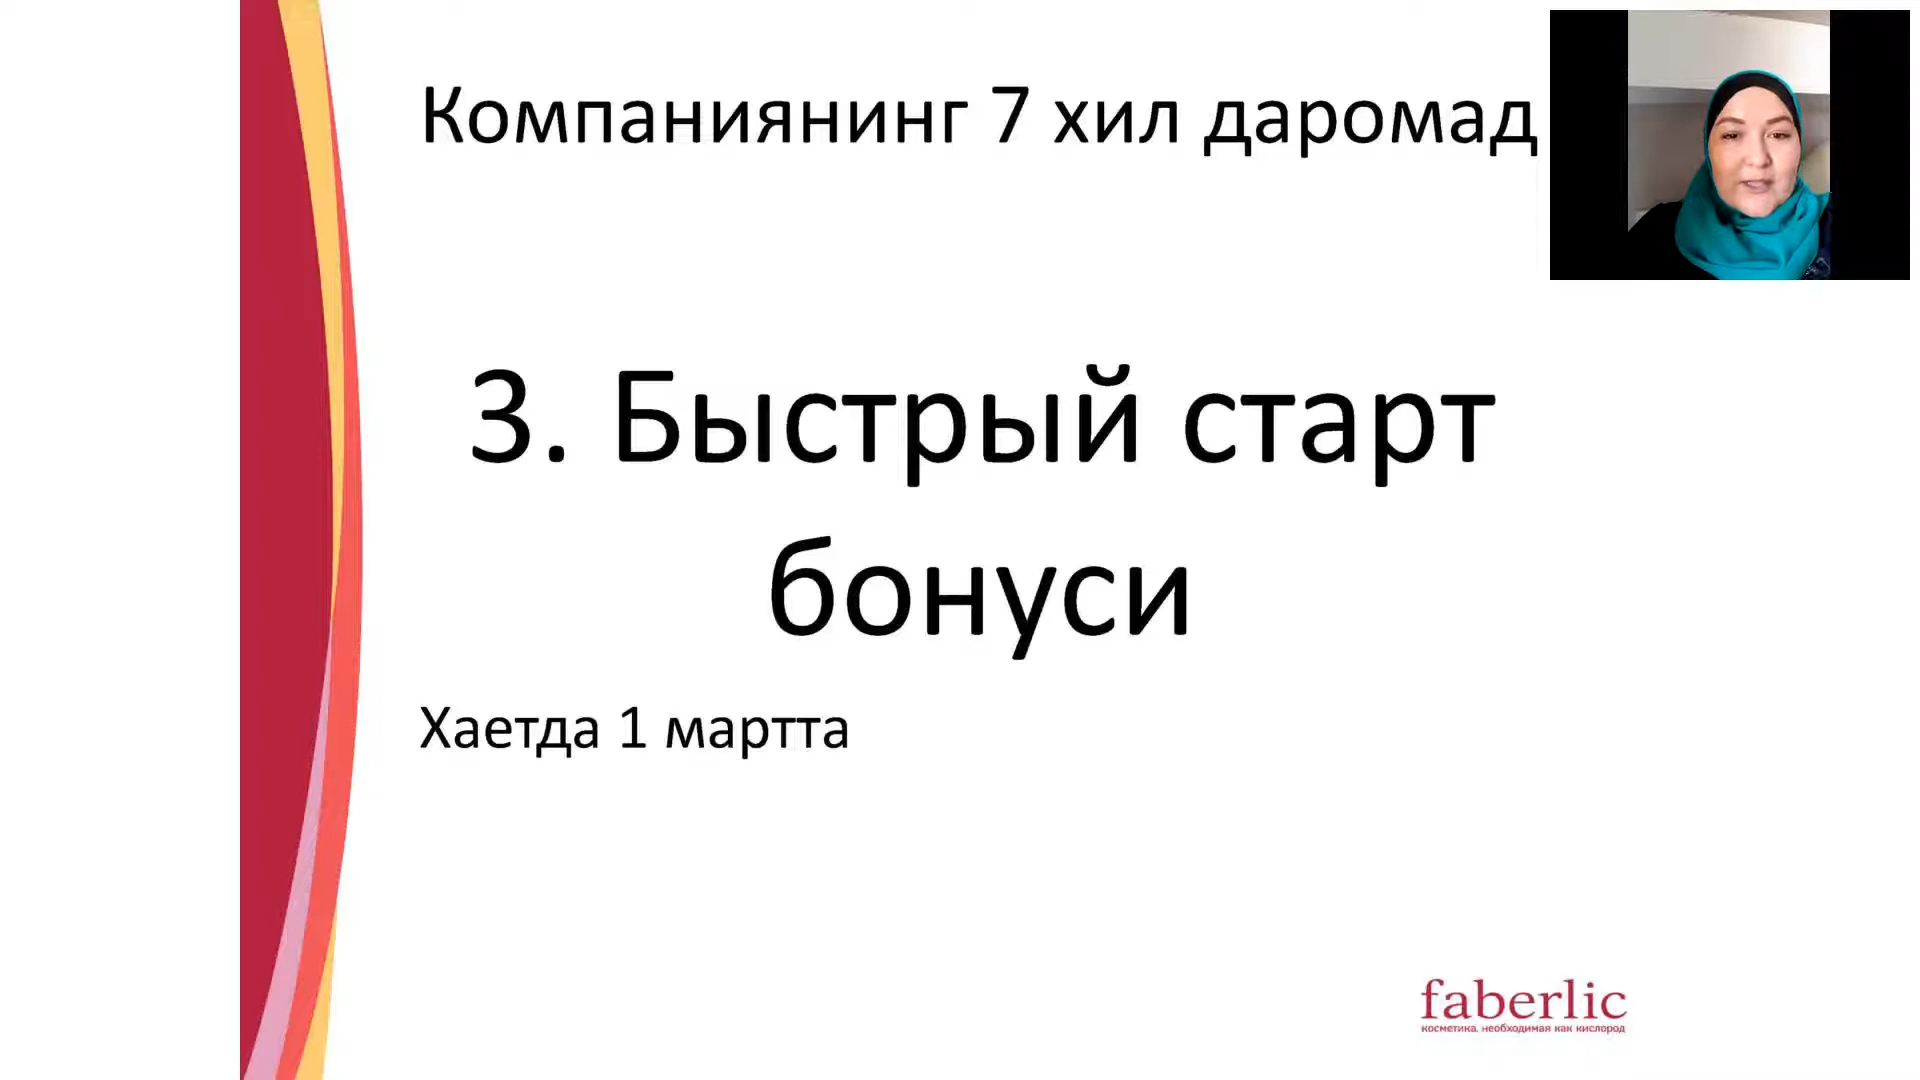 Компаниянинг 7 хил даромад
3. Быстрый старт
бонуси
Хаетда 1 мартта
faberlic
косметика, необходимая как кислород